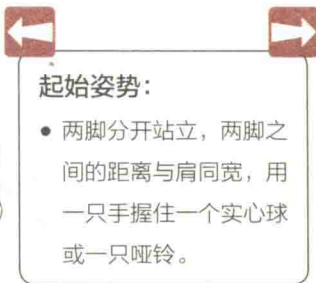 起始姿势：
● 两脚分开站立，两脚之
间的距离与肩同宽，用
一只手握住一个实心球
或一只哑铃。